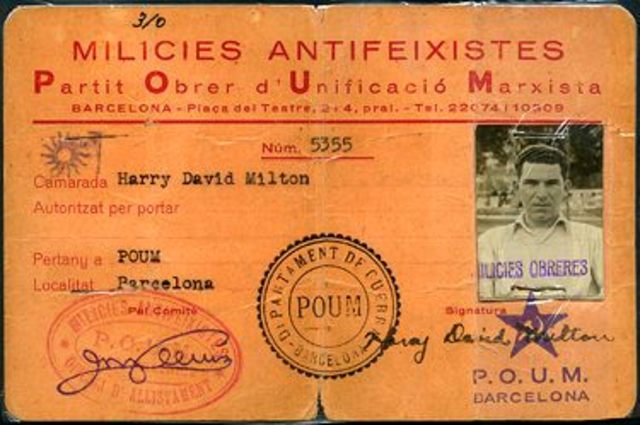 3/0
MILICIES ANTIFEIXISTES
Partit Obrer d'Unificació Marxista
BARCELONA - Plaça del Teatre, 2 i 4, pral. - Tel. 22074 i 10309
Núm. 5355
Camarada Harry David Milton
Autoritzat per portar
Pertany a POUM
Localitat Barcelona
Pel Comité
Signatura
MILICIES OBRERES
DEPARTAMENT DE GUERRA
POUM
BARCELONA
MILICIES
P.O.U.M.
D'ALLISTAMENT
Harry David Milton
P.O.U.M.
BARCELONA